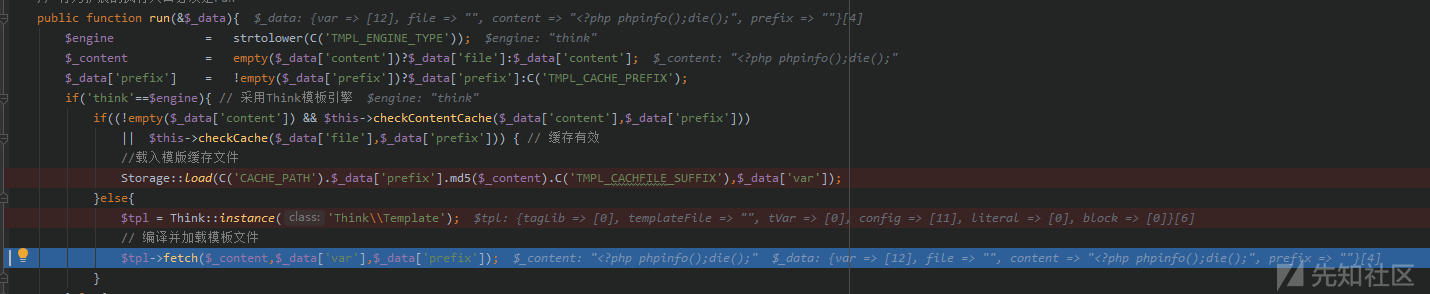 public function run(&$_data){  $_data: {var => [12], file => "", content => "<?php phpinfo();die();", prefix => ""}[4]
$engine = strtolower(C('TMPL_ENGINE_TYPE'));  $engine: "think"
$_content = empty($_data['content'])?$_data['file']:$_data['content'];  $_content: "<?php phpinfo();die();"
$_data['prefix'] = !empty($_data['prefix'])?$_data['prefix']:C('TMPL_CACHE_PREFIX');
if('think'==$engine){ // 采用Think模板引擎  $engine: "think"
if((!empty($_data['content']) && $this->checkContentCache($_data['content'],$_data['prefix']))
|| $this->checkCache($_data['file'],$_data['prefix'])) { // 缓存有效
//载入模版缓存文件
Storage::load(C('CACHE_PATH').$_data['prefix'].md5($_content).C('TMPL_CACHFILE_SUFFIX'),$_data['var']);
}else{
$tpl = Think::instance( class: 'Think\\Template');  $tpl: {tagLib => [0], templateFile => "", tVar => [0], config => [11], literal => [0], block => [0]}[6]
// 编译并加载模板文件
$tpl->fetch($_content,$_data['var'],$_data['prefix']);  $_content: "<?php phpinfo();die();"  $_data: {var => [12], file => "", content => "<?php phpinfo();die();", prefix => ""}[4]
}
先知社区